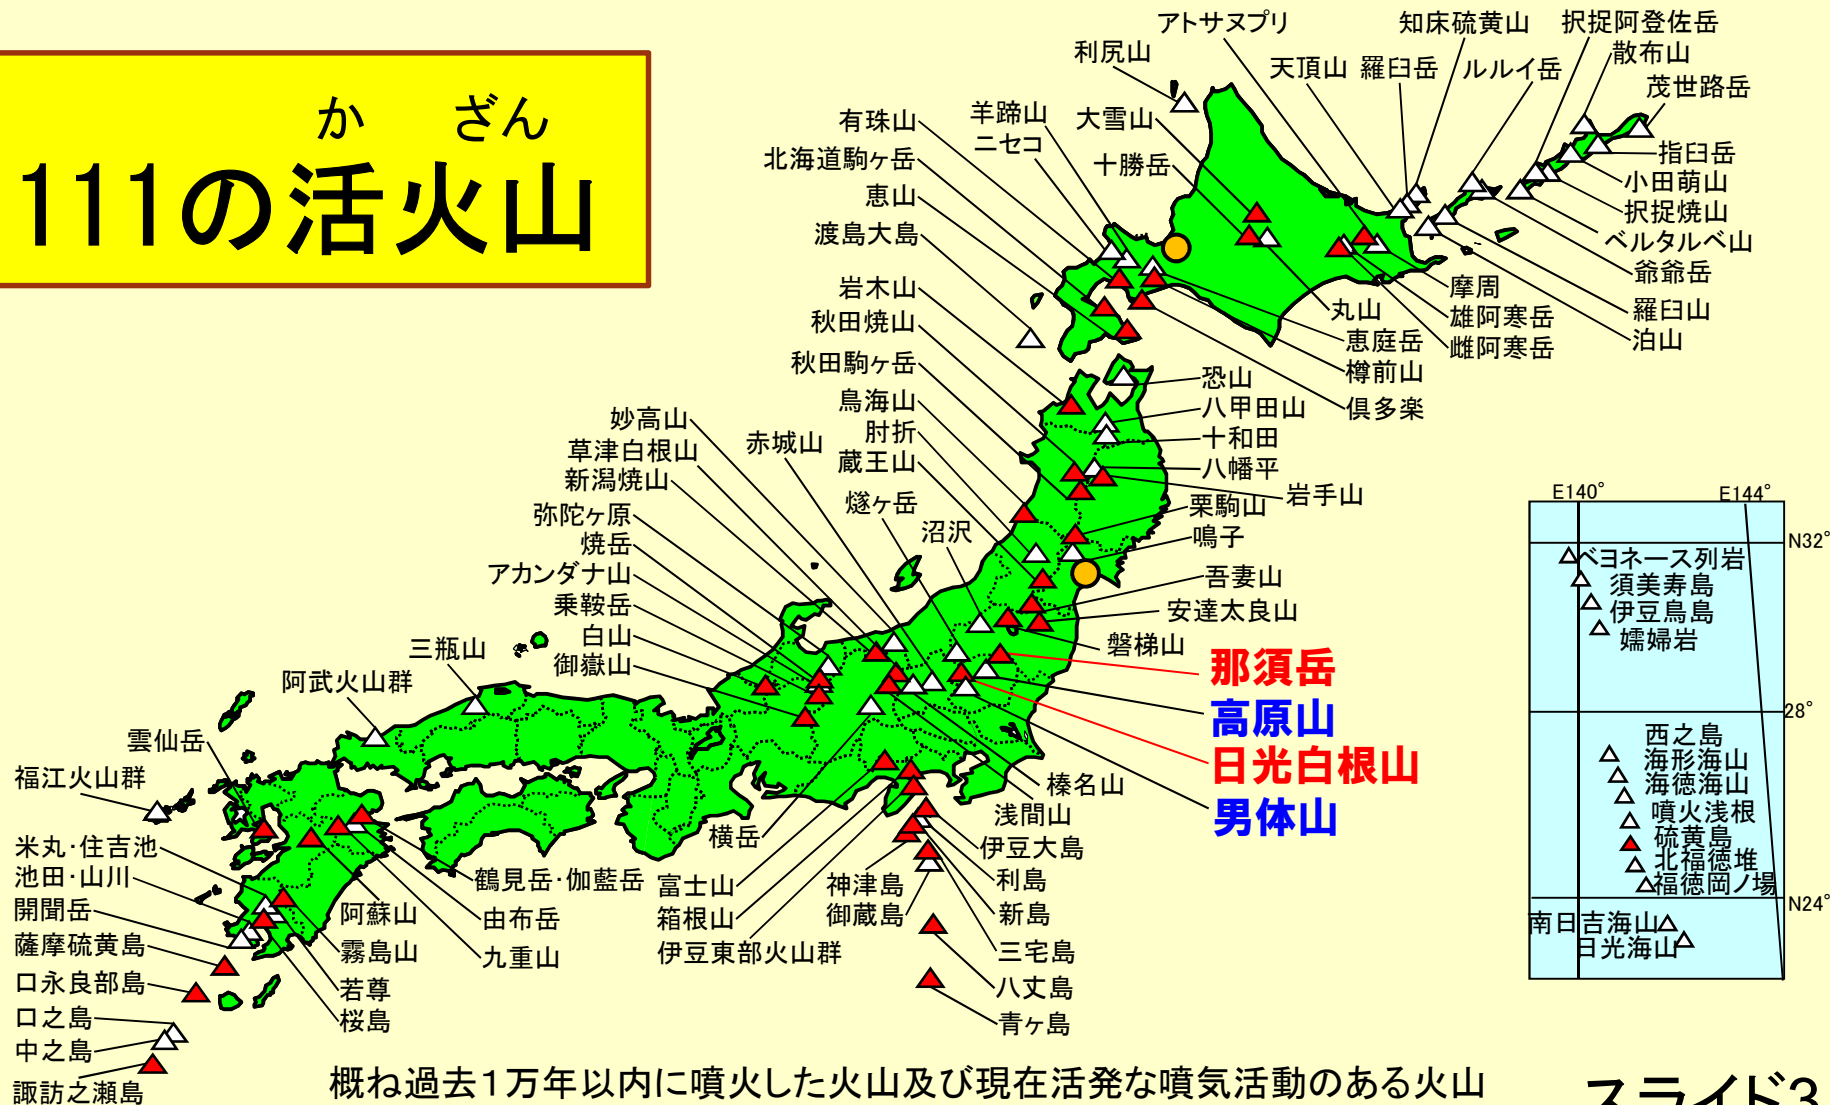 か ざん
111の活火山
アトサヌプリ
知床硫黄山
択捉阿登佐岳
利尻山
天頂山
羅臼岳
ルルイ岳
散布山
茂世路岳
有珠山
羊蹄山
大雪山
北海道駒ヶ岳
ニセコ
十勝岳
恵山
渡島大島
指臼岳
小田萌山
択捉焼山
ベルタルベ山
爺爺岳
羅臼山
泊山
摩周
雄阿寒岳
雌阿寒岳
丸山
恵庭岳
樽前山
倶多楽
岩木山
秋田焼山
秋田駒ヶ岳
鳥海山
肘折
蔵王山
恐山
八甲田山
十和田
八幡平
岩手山
栗駒山
鳴子
吾妻山
安達太良山
磐梯山
那須岳
高原山
日光白根山
男体山
妙高山
草津白根山
新潟焼山
赤城山
燧ヶ岳
沼沢
弥陀ヶ原
焼岳
アカンダナ山
乗鞍岳
白山
御嶽山
三瓶山
阿武火山群
雲仙岳
福江火山群
米丸・住吉池
池田・山川
開聞岳
薩摩硫黄島
口永良部島
口之島
中之島
諏訪之瀬島
鶴見岳・伽藍岳
由布岳
九重山
阿蘇山
霧島山
若尊
桜島
横岳
富士山
箱根山
伊豆東部火山群
榛名山
浅間山
伊豆大島
利島
新島
神津島
御蔵島
三宅島
八丈島
青ヶ島
E140°
E144°
N32°
ベヨネース列岩
須美寿島
伊豆鳥島
孀婦岩
28°
西之島
海形海山
海徳海山
噴火浅根
硫黄島
北福徳堆
福徳岡ノ場
N24°
南日吉海山
日光海山
概ね過去1万年以内に噴火した火山及び現在活発な噴気活動のある火山
スライド3